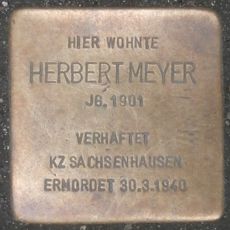 HIER WOHNTE
HERBERT MEYER
JG. 1901
VERHAFTET
KZ SACHSENHAUSEN
ERMORDET 30.3.1940